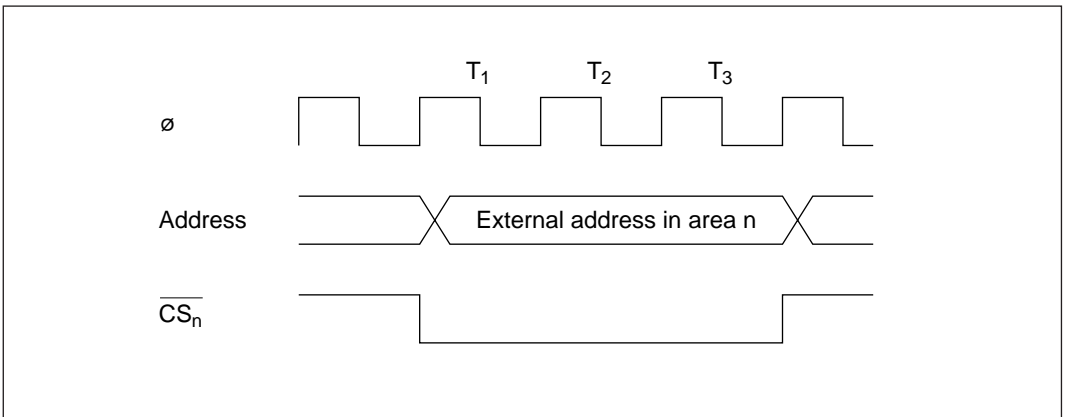 T₁ T₂ T₃
ø
Address External address in area n
CSₙ